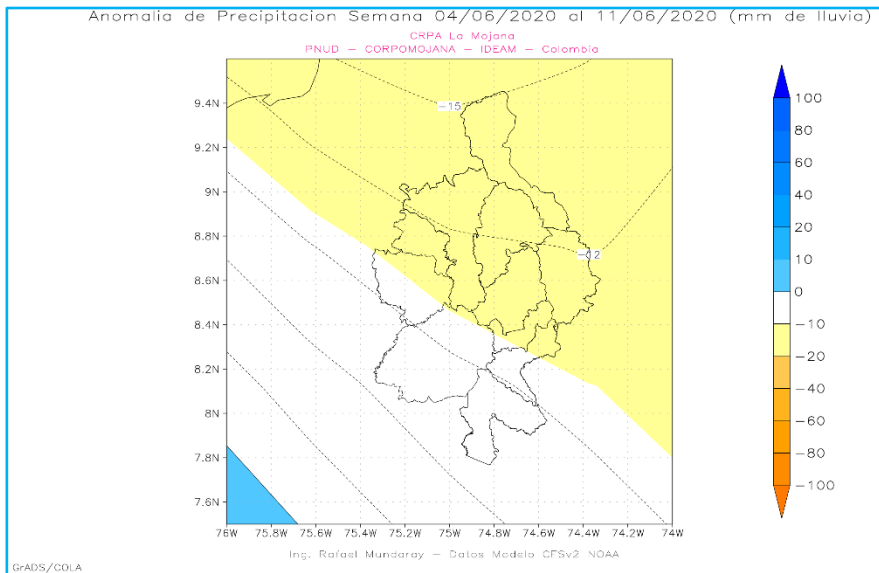 Anomalia de Precipitacion Semana 04/06/2020 al 11/06/2020 (mm de lluvia)
CRPA La Mojana
PNUD – CORPOMOJANA – IDEAM – Colombia
9.4N
9.2N
9N
8.8N
8.6N
8.4N
8.2N
8N
7.8N
7.6N
-15
-12
76W 75.8W 75.6W 75.4W 75.2W 75W 74.8W 74.6W 74.4W 74.2W 74W
100
80
60
40
20
10
0
-10
-20
-40
-60
-80
-100
Ing. Rafael Mundaray – Datos Modelo CFSv2 NOAA
GrADS/COLA